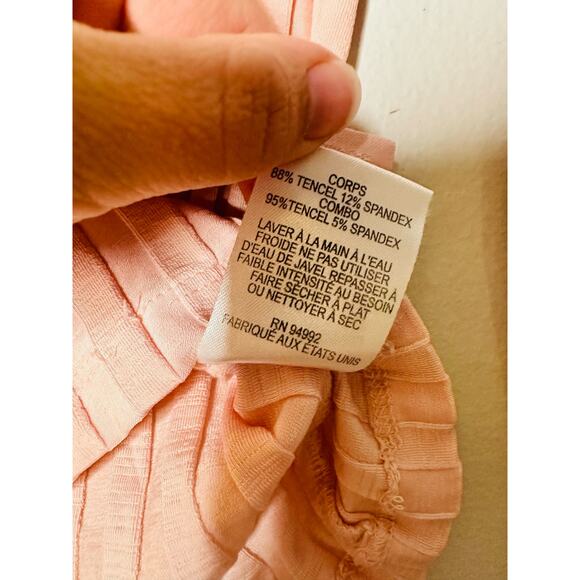 CORPS
88% TENCEL 12% SPANDEX
COMBO
95%TENCEL 5% SPANDEX
LAVER À LA MAIN À L'EAU
FROIDE NE PAS UTILISER
D'EAU DE JAVEL REPASSER À
FAIBLE INTENSITÉ AU BESOIN
FAIRE SÉCHER À PLAT
OU NETTOYER À SEC
RN 94992
FABRIQUÉ AUX ÉTATS UNIS